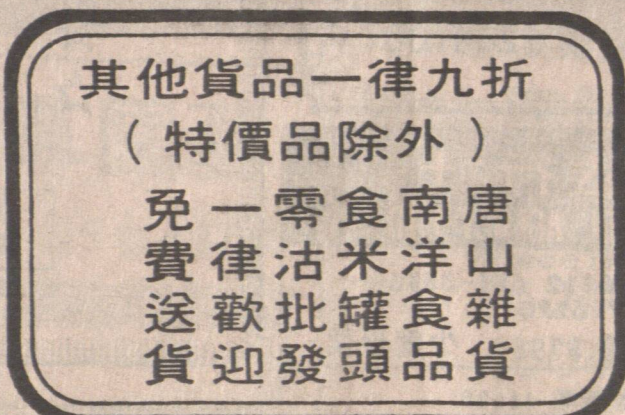 其他貨品一律九折
（特價品除外）
唐山雜貨
南洋食品
食米罐頭
零沽批發
一律歡迎
免費送貨